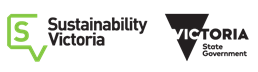 S
Sustainability
Victoria
VICTORIA
State
Government